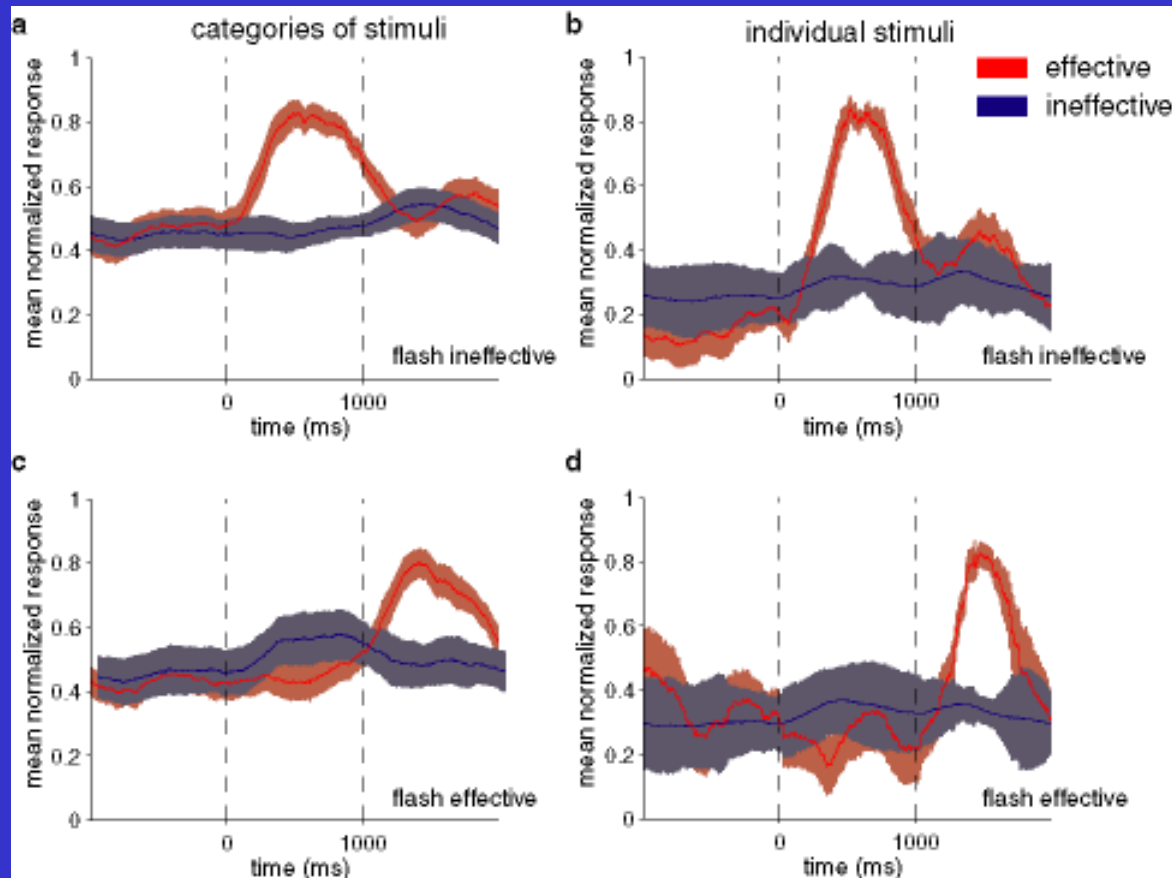 a
categories of stimuli
mean normalized response
1
0.8
0.6
0.4
0.2
0
0
1000
time (ms)
flash ineffective
b
individual stimuli
effective
ineffective
mean normalized response
1
0.8
0.6
0.4
0.2
0
0
1000
time (ms)
flash ineffective
c
mean normalized response
1
0.8
0.6
0.4
0.2
0
0
1000
time (ms)
flash effective
d
mean normalized response
1
0.8
0.6
0.4
0.2
0
0
1000
time (ms)
flash effective